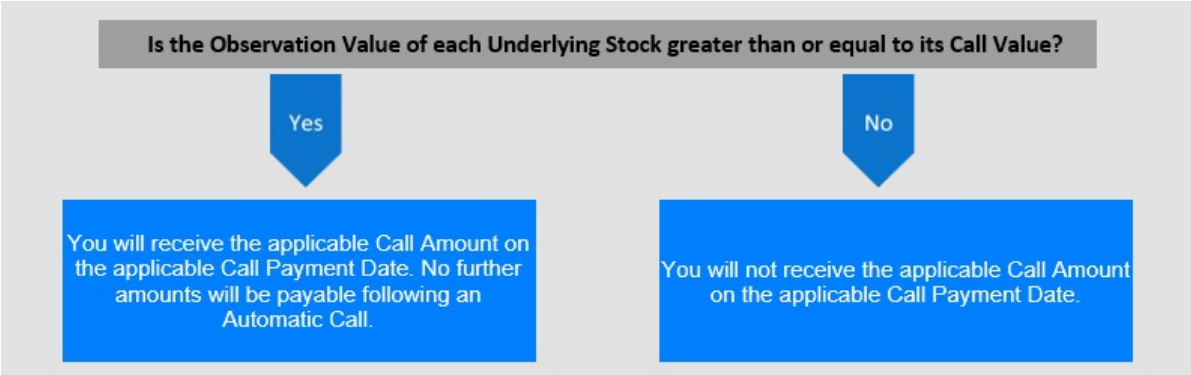 Is the Observation Value of each Underlying Stock greater than or equal to its Call Value?
Yes
No
You will receive the applicable Call Amount on
the applicable Call Payment Date. No further
amounts will be payable following an
Automatic Call.
You will not receive the applicable Call Amount
on the applicable Call Payment Date.